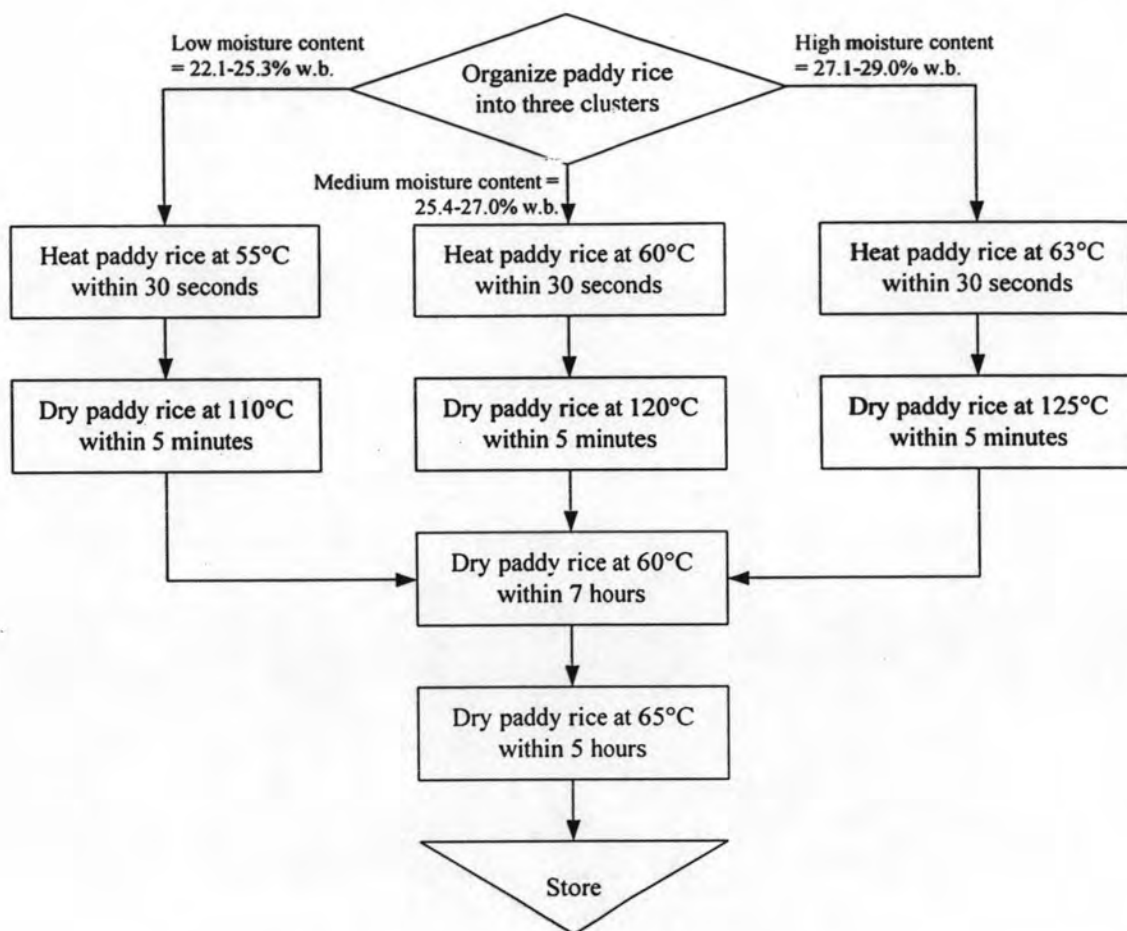 Low moisture content
= 22.1-25.3% w.b.
Organize paddy rice
into three clusters
High moisture content
= 27.1-29.0% w.b.
Medium moisture content =
25.4-27.0% w.b.
Heat paddy rice at 55°C
within 30 seconds
Heat paddy rice at 60°C
within 30 seconds
Heat paddy rice at 63°C
within 30 seconds
Dry paddy rice at 110°C
within 5 minutes
Dry paddy rice at 120°C
within 5 minutes
Dry paddy rice at 125°C
within 5 minutes
Dry paddy rice at 60°C
within 7 hours
Dry paddy rice at 65°C
within 5 hours
Store